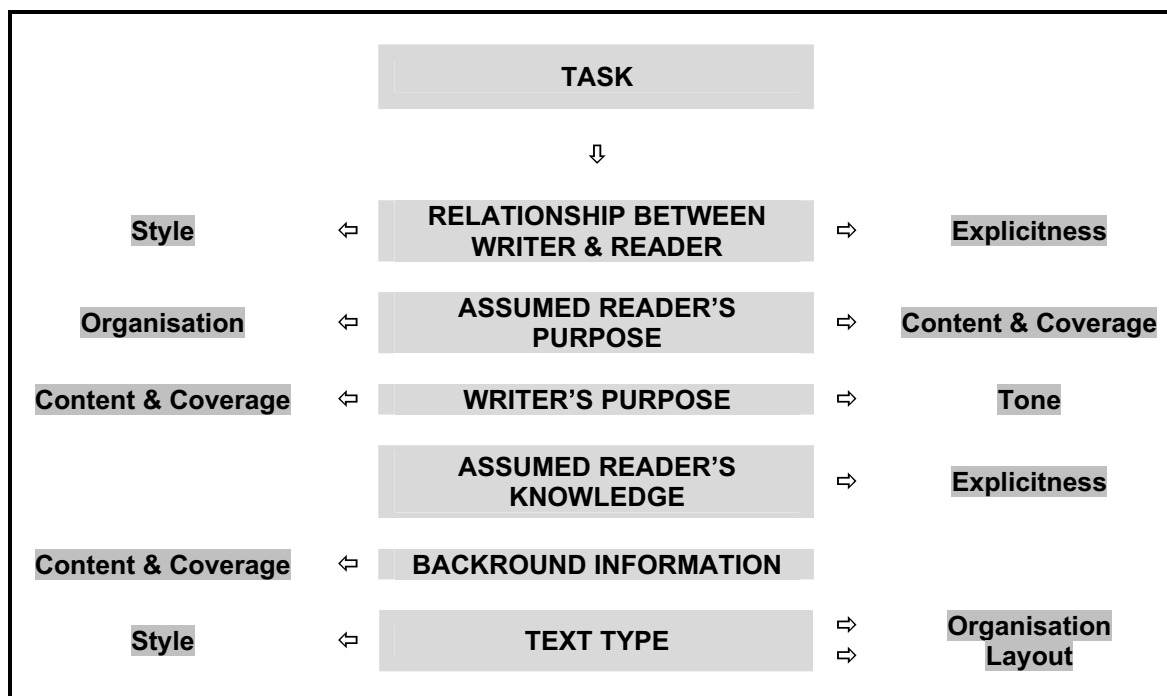 TASK
⇩
RELATIONSHIP BETWEEN
Style ⇦ WRITER & READER ⇨ Explicitness
ASSUMED READER’S
Organisation ⇦ PURPOSE ⇨ Content & Coverage
Content & Coverage ⇦ WRITER’S PURPOSE ⇨ Tone
ASSUMED READER’S
KNOWLEDGE ⇨ Explicitness
Content & Coverage ⇦ BACKROUND INFORMATION
Style ⇦ TEXT TYPE ⇨ Organisation
⇨ Layout